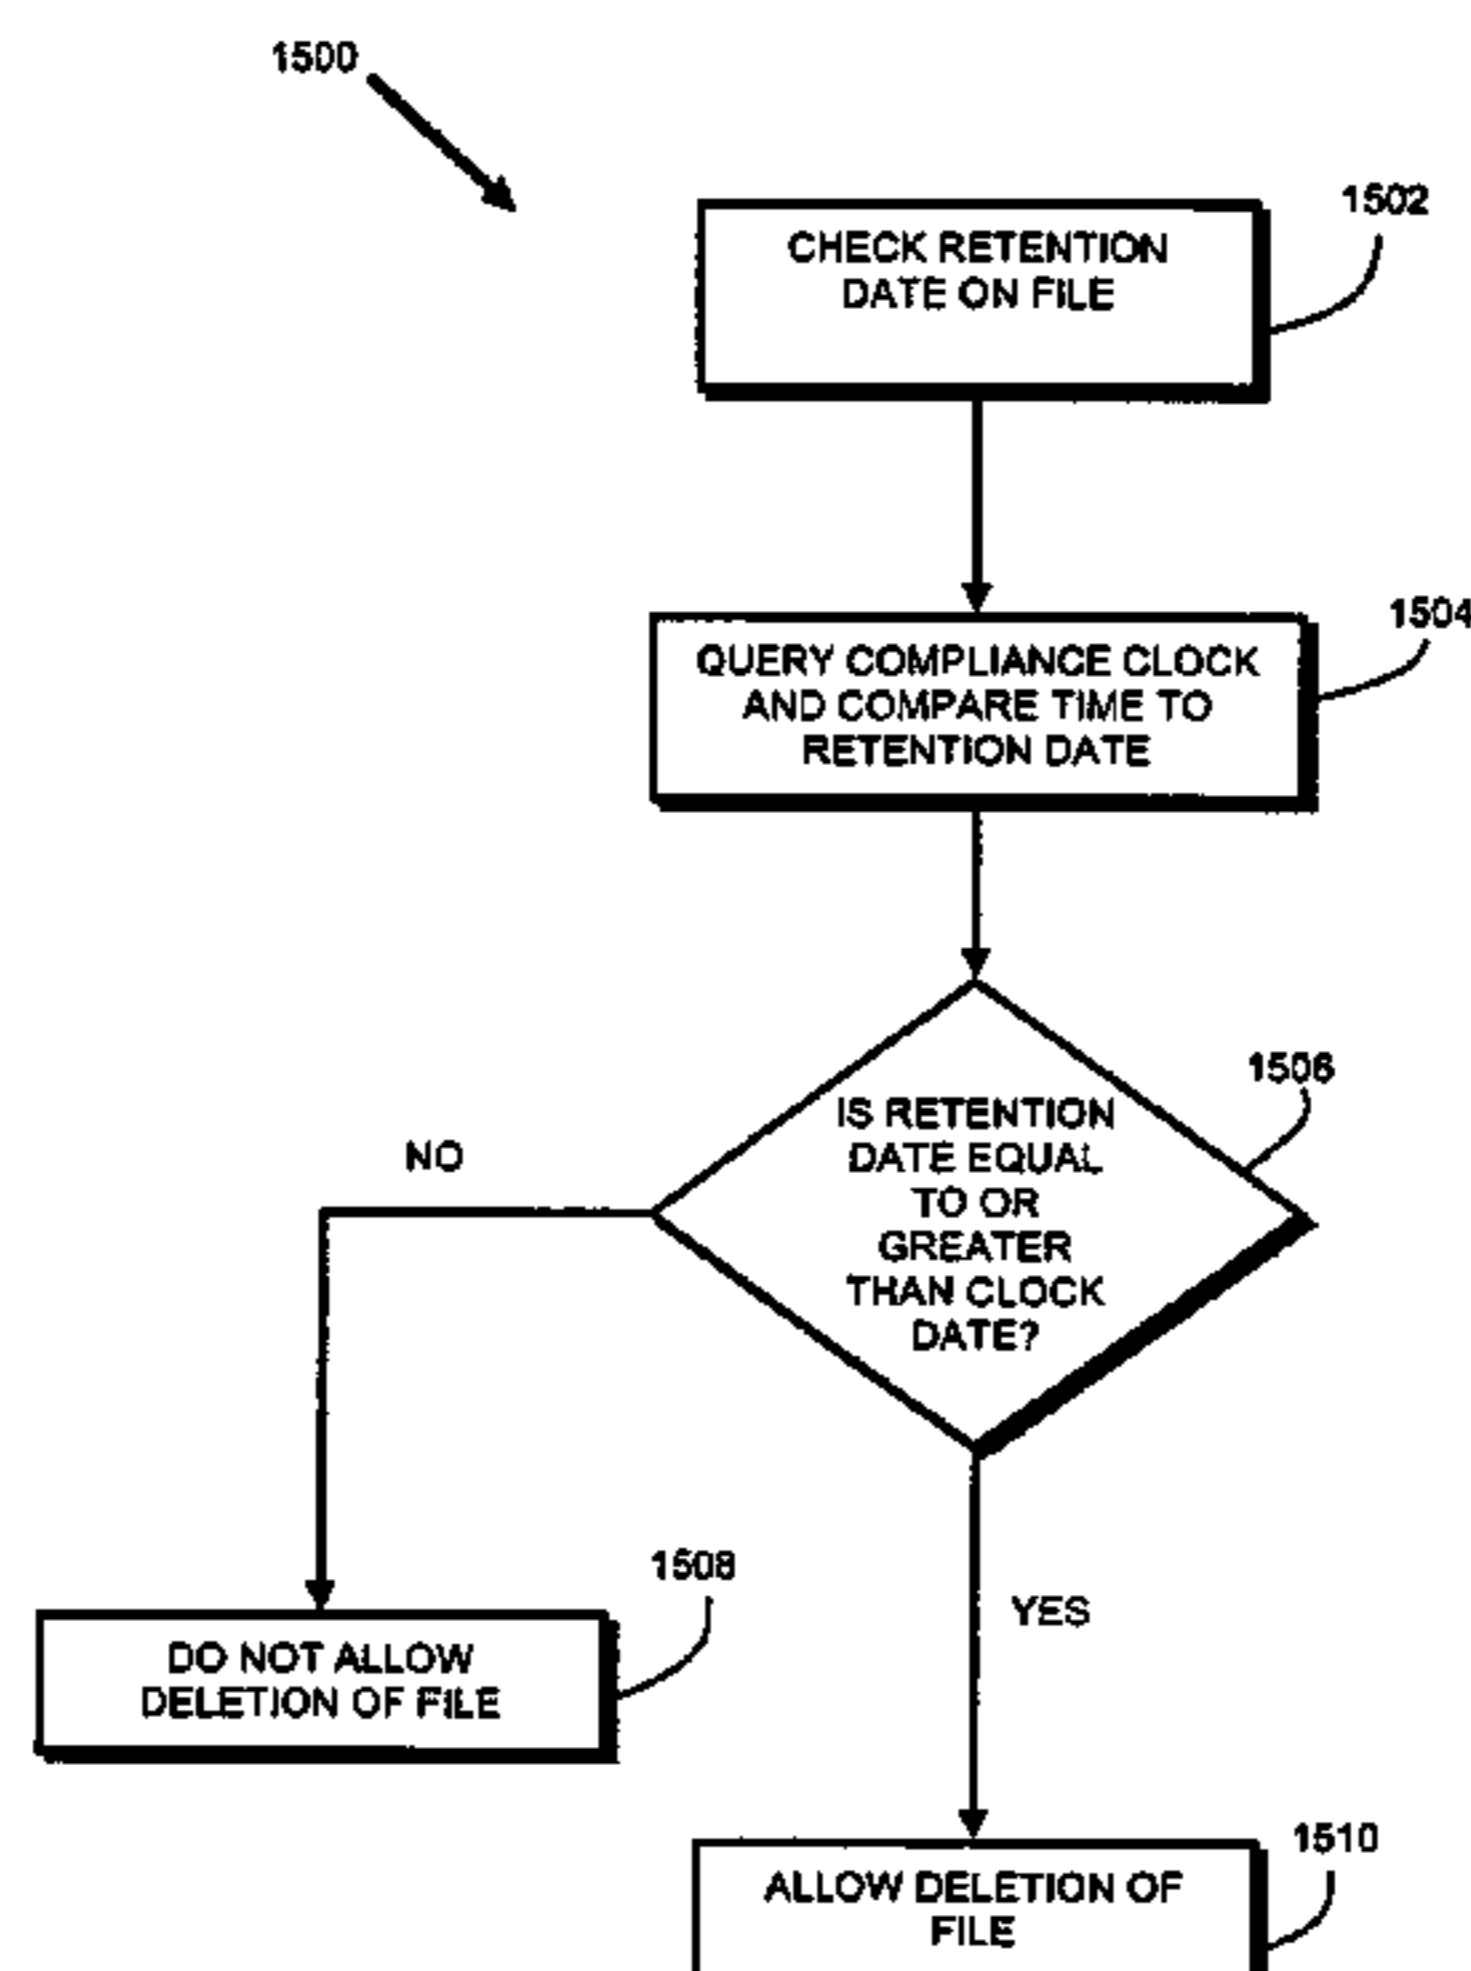 1500
1502
CHECK RETENTION
DATE ON FILE
1504
QUERY COMPLIANCE CLOCK
AND COMPARE TIME TO
RETENTION DATE
1506
IS RETENTION
DATE EQUAL
TO OR
GREATER
THAN CLOCK
DATE?
NO
1508
YES
DO NOT ALLOW
DELETION OF FILE
1510
ALLOW DELETION OF
FILE